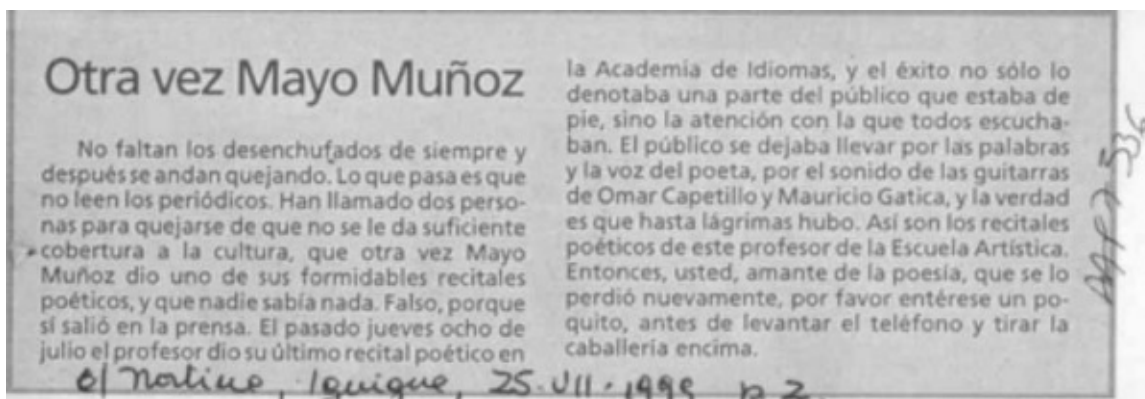 Otra vez Mayo Muñoz
No faltan los desenchufados de siempre y
después se andan quejando. Lo que pasa es que
no leen los periódicos. Han llamado dos perso-
nas para quejarse de que no se le da suficiente
cobertura a la cultura, que otra vez Mayo
Muñoz dio uno de sus formidables recitales
poéticos, y que nadie sabía nada. Falso, porque
sí salió en la prensa. El pasado jueves ocho de
julio el profesor dio su último recital poético en
la Academia de Idiomas, y el éxito no sólo lo
denotaba una parte del público que estaba de
pie, sino la atención con la que todos escucha-
ban. El público se dejaba llevar por las palabras
y la voz del poeta, por el sonido de las guitarras
de Omar Capetillo y Mauricio Gatica, y la verdad
es que hasta lágrimas hubo. Así son los recitales
poéticos de este profesor de la Escuela Artística.
Entonces, usted, amante de la poesía, que se lo
perdió nuevamente, por favor entérese un po-
quito, antes de levantar el teléfono y tirar la
caballería encima.
el Nortino, Iquique, 25-VII-1999 p 2